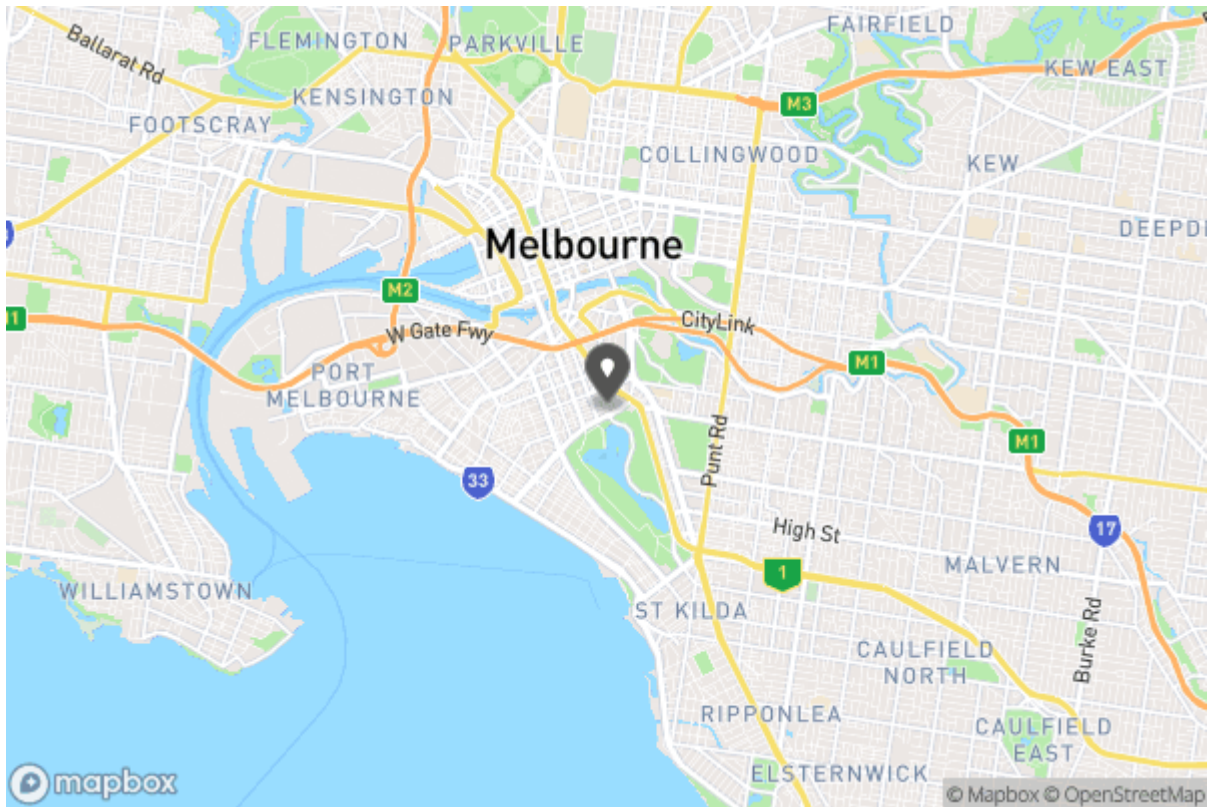 Ballarat Rd
FLEMINGTON
PARKVILLE
FAIRFIELD
KEW EAST
KENSINGTON
M3
FOOTSCRAY
COLLINGWOOD
KEW
Melbourne
M2
W Gate Fwy
CityLink
PORT
MELBOURNE
M1
Punt Rd
M1
33
High St
17
1
MALVERN
WILLIAMSTOWN
ST KILDA
CAULFIELD
NORTH
Burke Rd
RIPPONLEA
CAULFIELD
EAST
ELSTERNWICK
mapbox
© Mapbox © OpenStreetMap